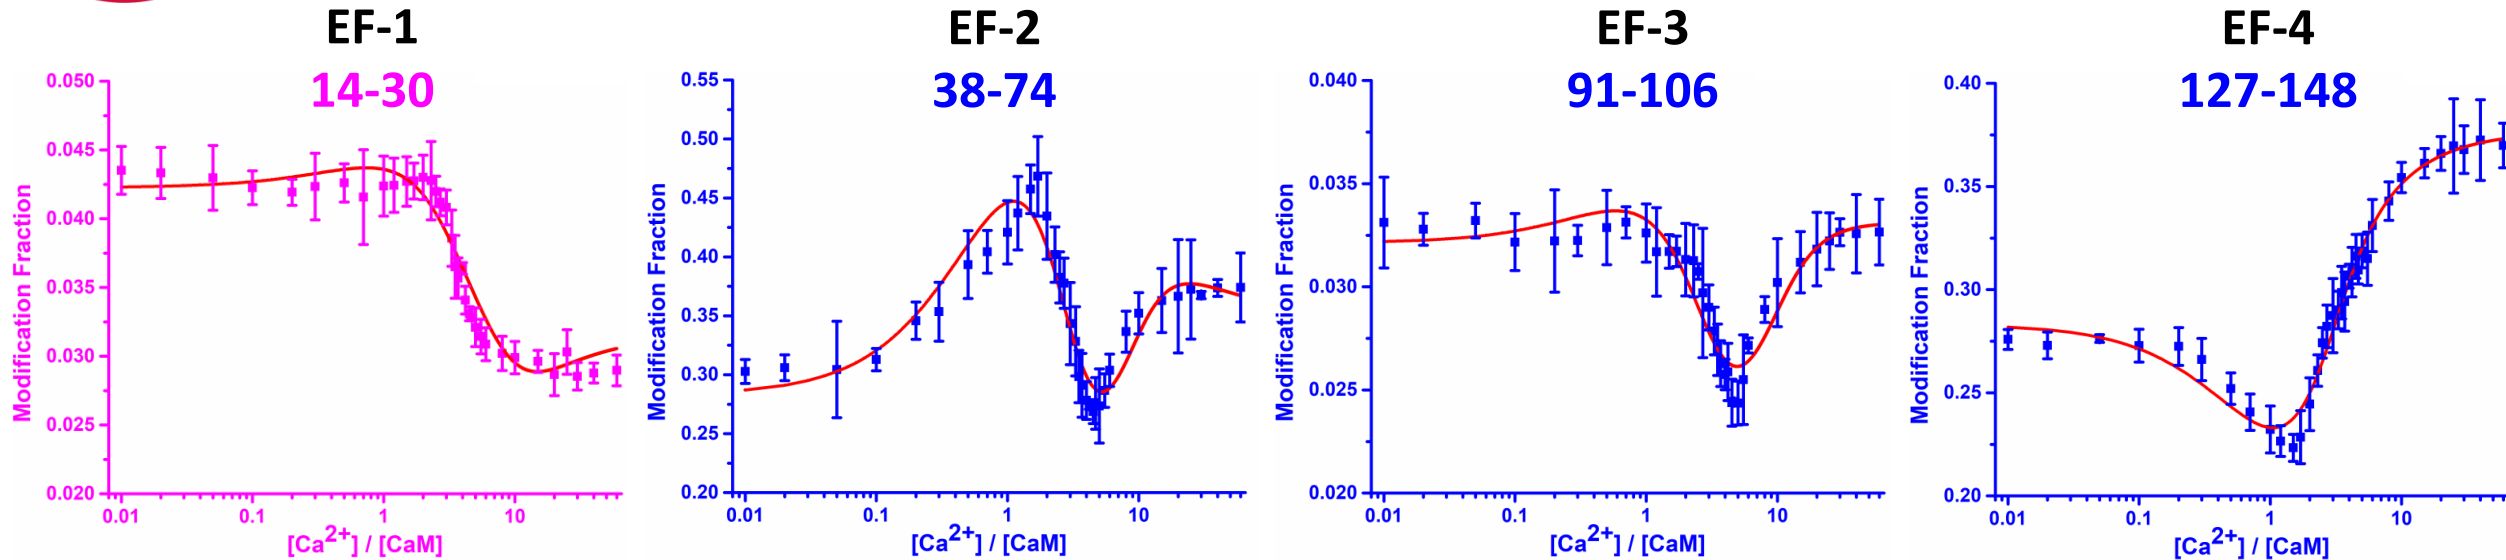 EF-1
14-30
0.050
0.045
0.040
0.035
0.030
0.025
0.020
Modification Fraction
0.01 0.1 1 10
[Ca2+] / [CaM]
EF-2
38-74
0.55
0.50
0.45
0.40
0.35
0.30
0.25
0.20
Modification Fraction
0.01 0.1 1 10
[Ca2+] / [CaM]
EF-3
91-106
0.040
0.035
0.030
0.025
0.020
Modification Fraction
0.01 0.1 1 10
[Ca2+] / [CaM]
EF-4
127-148
0.40
0.35
0.30
0.25
0.20
Modification Fraction
0.01 0.1 1 10
[Ca2+] / [CaM]